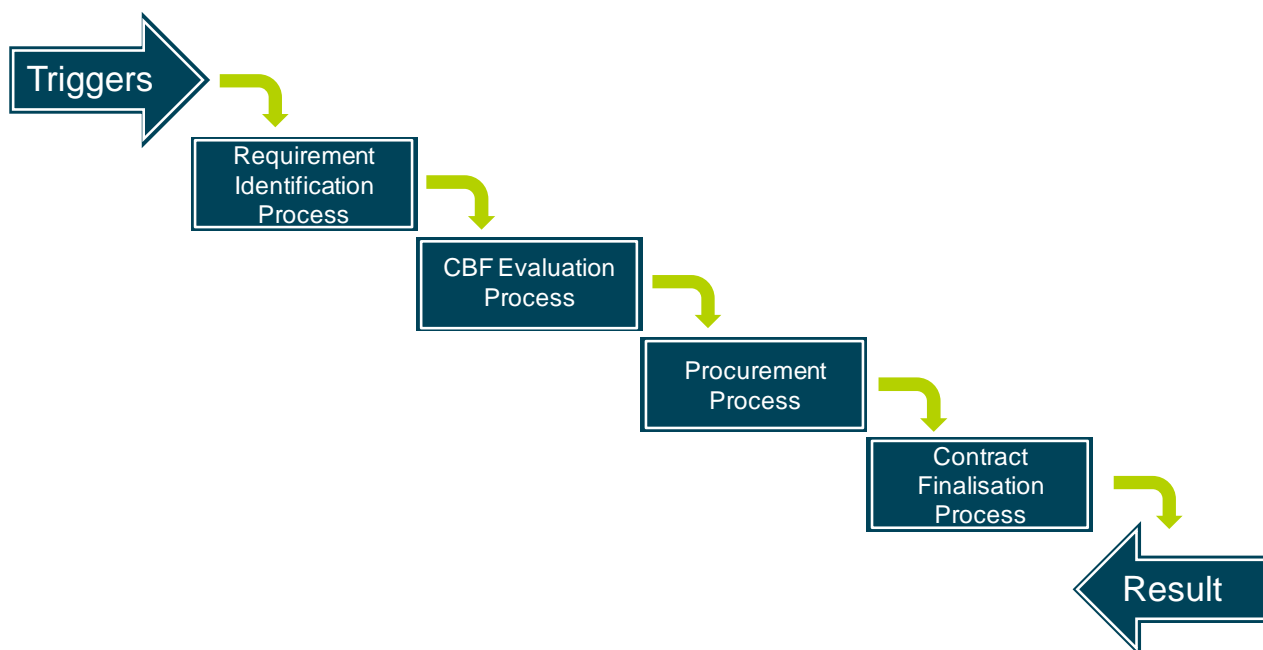 Triggers
Requirement
Identification
Process
CBF Evaluation
Process
Procurement
Process
Contract
Finalisation
Process
Result